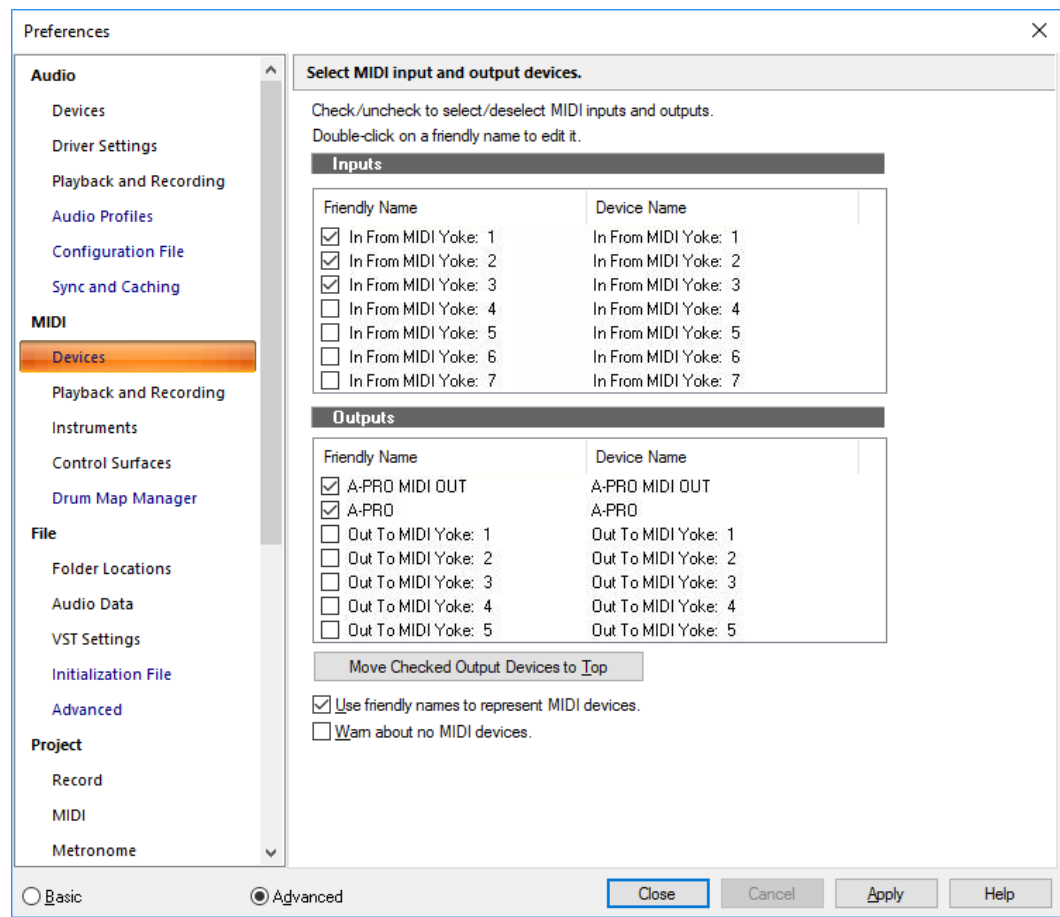 Preferences
Audio
Devices
Driver Settings
Playback and Recording
Audio Profiles
Configuration File
Sync and Caching
MIDI
Devices
Playback and Recording
Instruments
Control Surfaces
Drum Map Manager
File
Folder Locations
Audio Data
VST Settings
Initialization File
Advanced
Project
Record
MIDI
Metronome
Select MIDI input and output devices.
Check/uncheck to select/deselect MIDI inputs and outputs.
Double-click on a friendly name to edit it.
Inputs
Friendly Name Device Name
In From MIDI Yoke: 1 In From MIDI Yoke: 1
In From MIDI Yoke: 2 In From MIDI Yoke: 2
In From MIDI Yoke: 3 In From MIDI Yoke: 3
In From MIDI Yoke: 4 In From MIDI Yoke: 4
In From MIDI Yoke: 5 In From MIDI Yoke: 5
In From MIDI Yoke: 6 In From MIDI Yoke: 6
In From MIDI Yoke: 7 In From MIDI Yoke: 7
Outputs
Friendly Name Device Name
A-PRO MIDI OUT A-PRO MIDI OUT
A-PRO A-PRO
Out To MIDI Yoke: 1 Out To MIDI Yoke: 1
Out To MIDI Yoke: 2 Out To MIDI Yoke: 2
Out To MIDI Yoke: 3 Out To MIDI Yoke: 3
Out To MIDI Yoke: 4 Out To MIDI Yoke: 4
Out To MIDI Yoke: 5 Out To MIDI Yoke: 5
Move Checked Output Devices to Top
Use friendly names to represent MIDI devices.
Warn about no MIDI devices.
Basic Advanced Close Cancel Apply Help